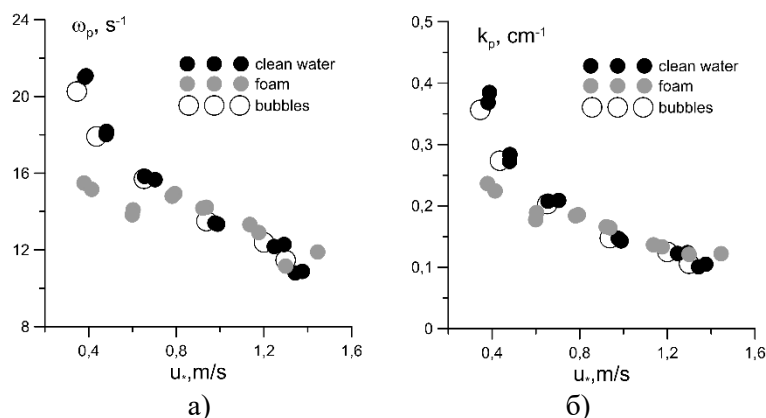 ωₚ, s⁻¹
24
20
16
12
8
clean water
foam
bubbles
0,4 0,8 1,2 1,6
u*,m/s
а)
kₚ, cm⁻¹
0,5
0,4
0,3
0,2
0,1
0
clean water
foam
bubbles
0,4 0,8 1,2 1,6
u*,m/s
б)